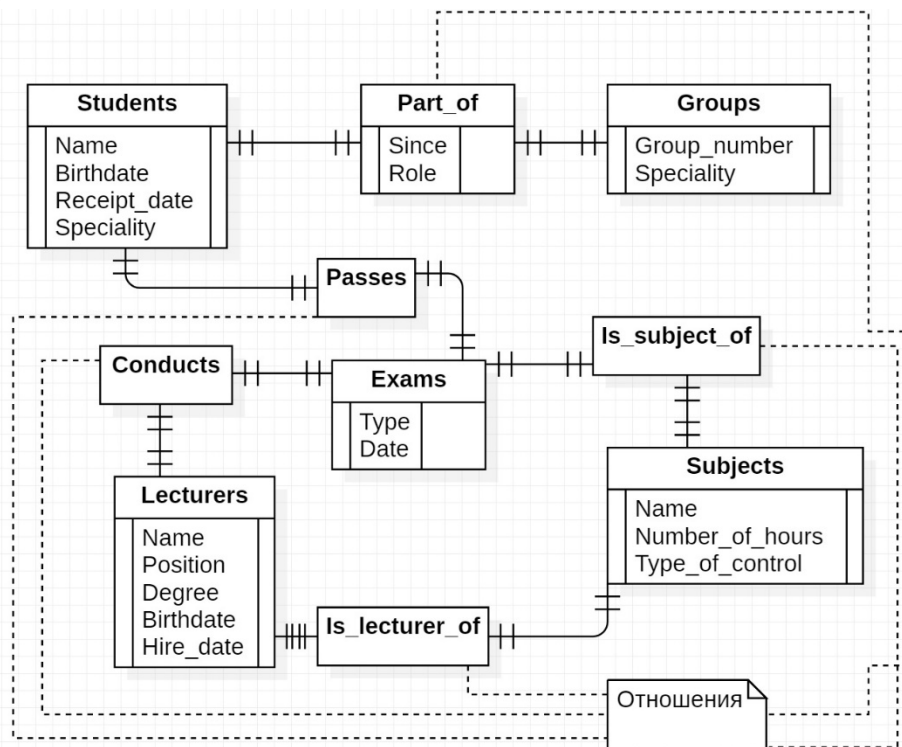 Students
Name
Birthdate
Receipt_date
Speciality
Part_of
Since
Role
Groups
Group_number
Speciality
Passes
Is_subject_of
Conducts
Exams
Type
Date
Lecturers
Name
Position
Degree
Birthdate
Hire_date
Subjects
Name
Number_of_hours
Type_of_control
Is_lecturer_of
Отношения